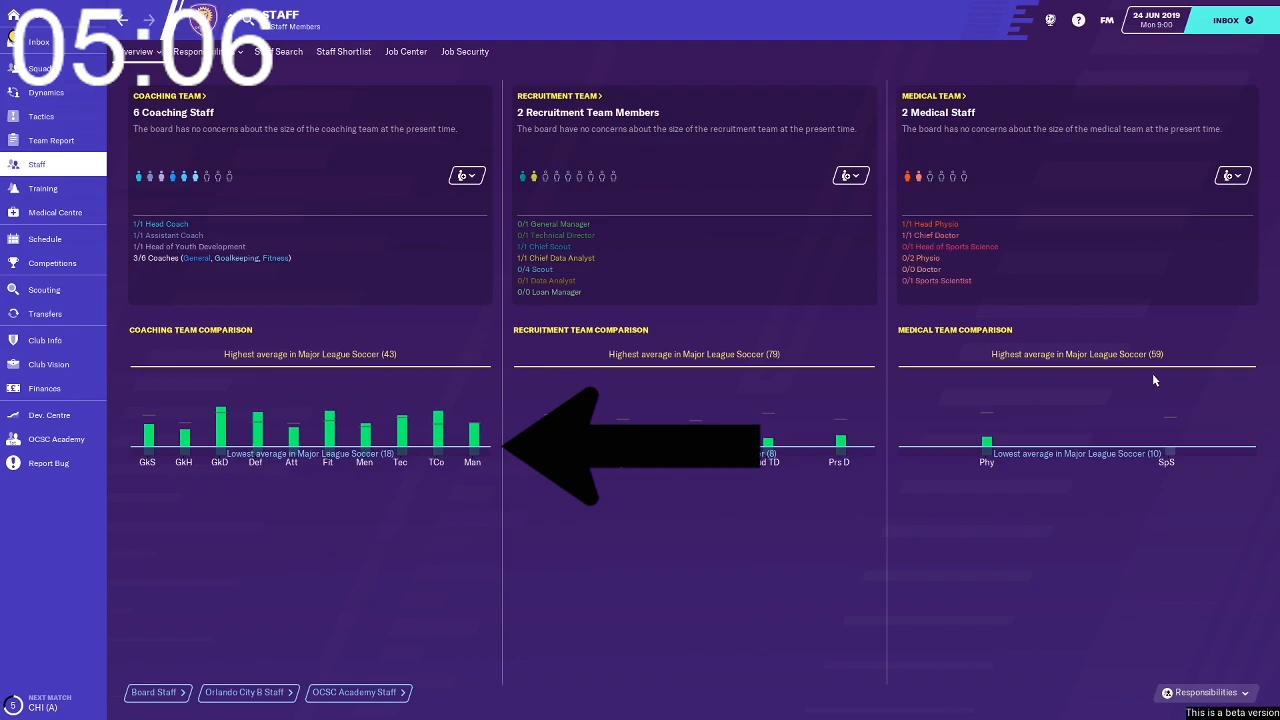 05:06
STAFF
Staff Members
24 JUN 2019
Mon 9:00
INBOX
FM
?
Inbox
Overview
Responsibilities
Staff Search
Staff Shortlist
Job Center
Job Security
Squad
Dynamics
Tactics
Team Report
Staff
Training
Medical Centre
Schedule
Competitions
Scouting
Transfers
Club Info
Club Vision
Finances
Dev. Centre
OCSC Academy
Report Bug
5
NEXT MATCH
CHI (A)
COACHING TEAM
6 Coaching Staff
The board has no concerns about the size of the coaching team at the present time.
1/1 Head Coach
1/1 Assistant Coach
1/1 Head of Youth Development
3/6 Coaches (General, Goalkeeping, Fitness)
RECRUITMENT TEAM
2 Recruitment Team Members
The board have no concerns about the size of the recruitment team at the present time.
0/1 General Manager
0/1 Technical Director
1/1 Chief Scout
1/1 Chief Data Analyst
0/4 Scout
0/1 Data Analyst
0/0 Loan Manager
MEDICAL TEAM
2 Medical Staff
The board has no concerns about the size of the medical team at the present time.
1/1 Head Physio
1/1 Chief Doctor
0/1 Head of Sports Science
0/2 Physio
0/0 Doctor
0/1 Sports Scientist
COACHING TEAM COMPARISON
Highest average in Major League Soccer (43)
Lowest average in Major League Soccer (18)
GkS GkH GkD Def Att Fit Men Tec TCo Man
RECRUITMENT TEAM COMPARISON
Highest average in Major League Soccer (79)
(8)
TD Prs D
MEDICAL TEAM COMPARISON
Highest average in Major League Soccer (59)
Lowest average in Major League Soccer (10)
Phy SpS
Board Staff
Orlando City B Staff
OCSC Academy Staff
Responsibilities
This is a beta version